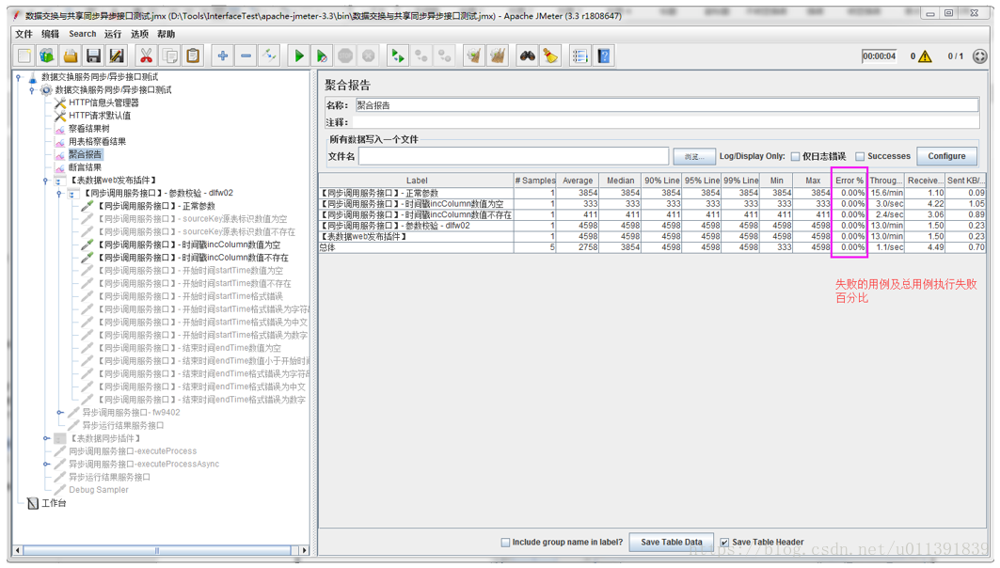 数据交换与共享同步异步接口测试.jmx (D:\Tools\InterfaceTest\apache-jmeter-3.3\bin\数据交换与共享同步异步接口测试.jmx) - Apache JMeter (3.3 r1808647)
文件 编辑 Search 运行 选项 帮助
00:00:04 0 0 / 1
数据交换服务同步/异步接口测试
数据交换服务同步/异步接口测试
HTTP信息头管理器
HTTP请求默认值
察看结果树
用表格察看结果
聚合报告
断言结果
【表数据web发布插件】
【同步调用服务接口】- 参数校验 - dlfw02
【同步调用服务接口】- 正常参数
【同步调用服务接口】- sourceKey源表标识数值为空
【同步调用服务接口】- sourceKey源表标识数值不存在
【同步调用服务接口】- 时间戳incColumn数值为空
【同步调用服务接口】- 时间戳incColumn数值不存在
【同步调用服务接口】- 开始时间startTime数值为空
【同步调用服务接口】- 开始时间startTime数值不存在
【同步调用服务接口】- 开始时间startTime格式错误
【同步调用服务接口】- 开始时间startTime格式错误为字符
【同步调用服务接口】- 开始时间startTime格式错误为中文
【同步调用服务接口】- 开始时间startTime格式错误为数字
【同步调用服务接口】- 结束时间endTime数值为空
【同步调用服务接口】- 结束时间endTime数值小于开始时间
【同步调用服务接口】- 结束时间endTime格式错误为字符串
【同步调用服务接口】- 结束时间endTime格式错误为中文
【同步调用服务接口】- 结束时间endTime格式错误为数字
异步调用服务接口- fw9402
异步运行结果服务接口
【表数据同步插件】
同步调用服务接口-executeProcess
异步调用服务接口-executeProcessAsync
异步运行结果服务接口
Debug Sampler
工作台
聚合报告
名称: 聚合报告
注释:
所有数据写入一个文件
文件名 浏览... Log/Display Only: 仅日志错误 Successes Configure
Label # Samples Average Median 90% Line 95% Line 99% Line Min Max Error % Throug... Receive... Sent KB/...
【同步调用服务接口】- 正常参数 1 3854 3854 3854 3854 3854 3854 3854 0.00% 15.6/min 1.10 0.09
【同步调用服务接口】- 时间戳incColumn数值为空 1 333 333 333 333 333 333 333 0.00% 3.0/sec 4.22 1.05
【同步调用服务接口】- 时间戳incColumn数值不存在 1 411 411 411 411 411 411 411 0.00% 2.4/sec 3.06 0.89
【同步调用服务接口】- 参数校验 - dlfw02 1 4598 4598 4598 4598 4598 4598 4598 0.00% 13.0/min 1.50 0.23
【表数据web发布插件】 1 4598 4598 4598 4598 4598 4598 4598 0.00% 13.0/min 1.50 0.23
总体 5 2758 3854 4598 4598 4598 333 4598 0.00% 1.1/sec 4.49 0.70
失败的用例及总用例执行失败
百分比
Include group name in label? Save Table Data Save Table Header
https://blog.csdn.net/u011391839